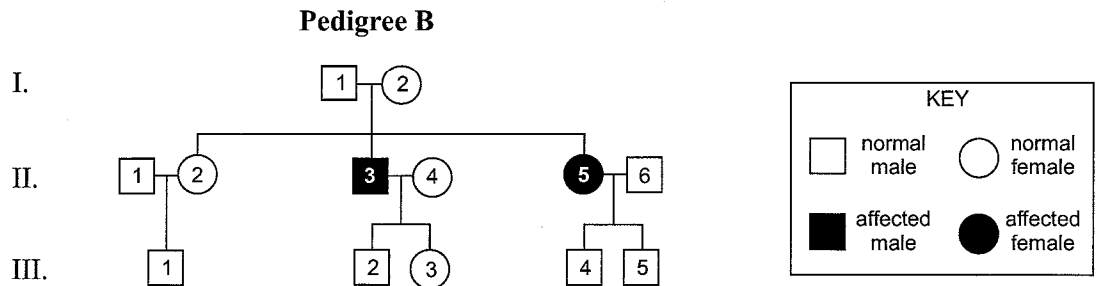 Pedigree B
I.
1 2
KEY
normal male
normal female
II.
1 2 3 4 5 6
affected male
affected female
III.
1 2 3 4 5